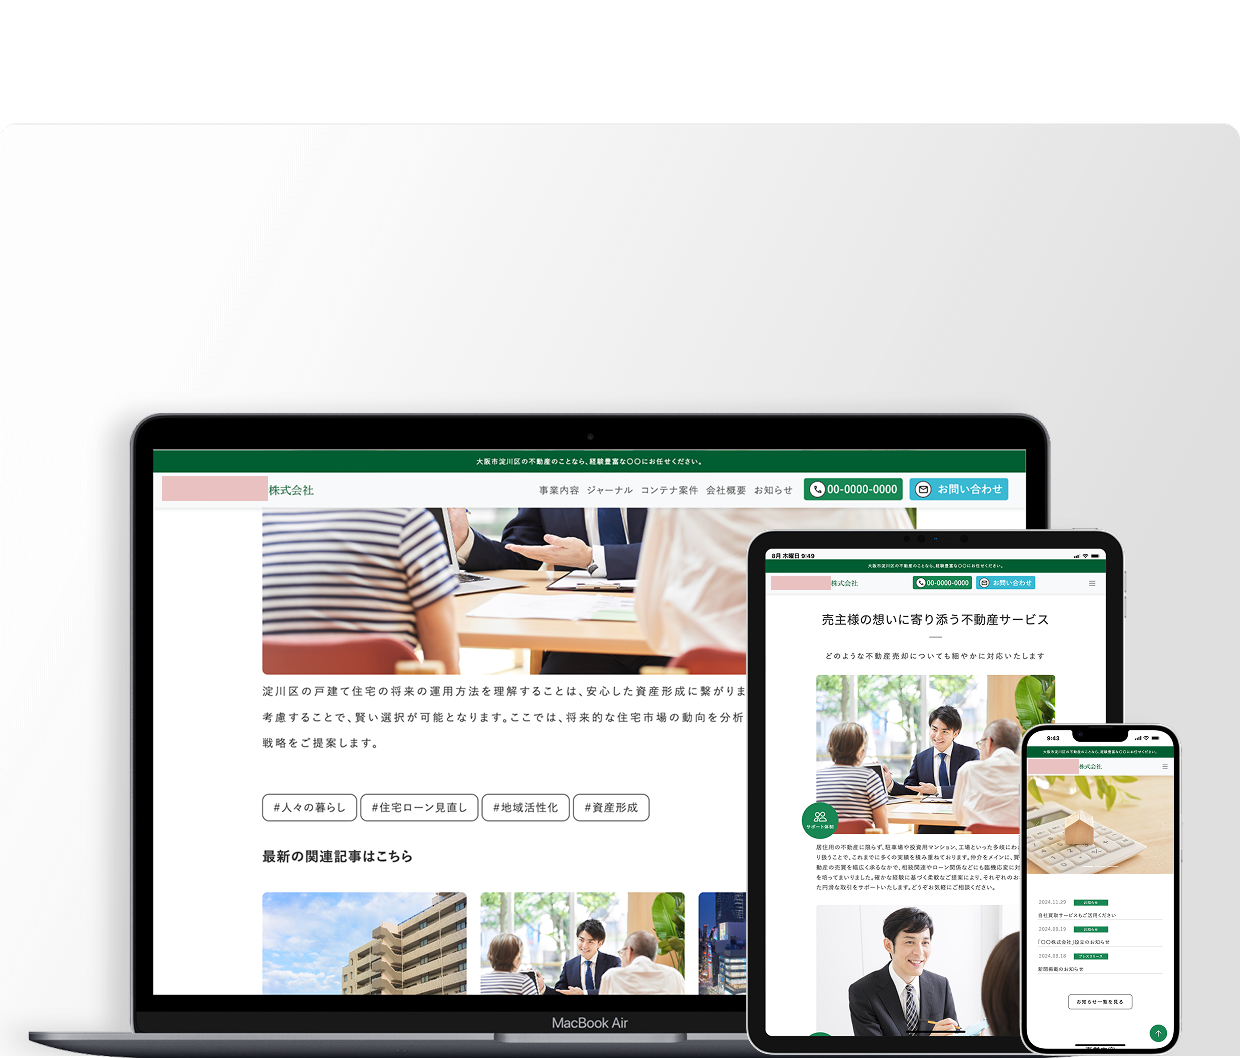 大阪市淀川区の不動産のことなら、経験豊富な〇〇にお任せください。
株式会社
事業内容 ジャーナル コンテナ案件 会社概要 お知らせ
00-0000-0000
お問い合わせ
淀川区の戸建て住宅の将来の運用方法を理解することは、安心した資産形成に繋がりま
考慮することで、賢い選択が可能となります。ここでは、将来的な住宅市場の動向を分析
戦略をご提案します。
#人々の暮らし #住宅ローン見直し #地域活性化 #資産形成
最新の関連記事はこちら
MacBook Air
8月 木曜日 9:49
大阪市淀川区の不動産のことなら、経験豊富な〇〇にお任せください。
株式会社
00-0000-0000
お問い合わせ
売主様の想いに寄り添う不動産サービス
どのような不動産売却についても細やかに対応いたします
サポート体制
居住用の不動産に限らず、駐車場や投資用マンション、工場といった多岐にわ
り扱うことで、これまでに多くの実績を積み重ねております。仲介をメインに、買
動産の売買を幅広く承るなかで、相続関連やローン関係などにも臨機応変に対
を培ってまいりました。確かな経験に基づく柔軟なご提案により、それぞれのお
た円滑な取引をサポートいたします。どうぞお気軽にご相談ください。
9:43
大阪市淀川区の不動産のことなら、経験豊富な〇〇にお任せください。
株式会社
2024.11.29 お知らせ
自社買取サービスもご活用ください
2024.09.19 お知らせ
「〇〇株式会社」設立のお知らせ
2024.09.18 プレスリリース
新聞掲載のお知らせ
お知らせ一覧を見る